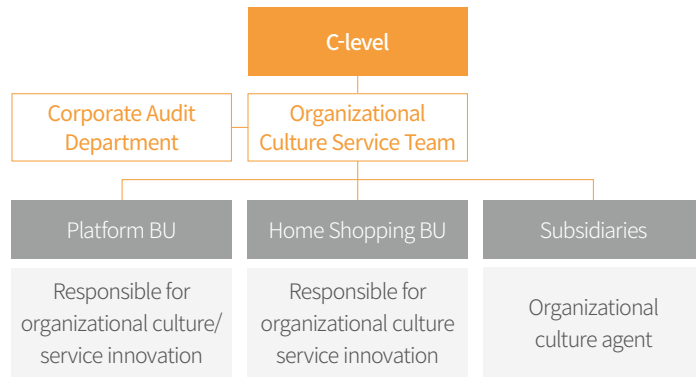 C-level
Corporate Audit
Department
Organizational
Culture Service Team
Platform BU
Home Shopping BU
Subsidiaries
Responsible for
organizational culture/
service innovation
Responsible for
organizational culture
service innovation
Organizational
culture agent